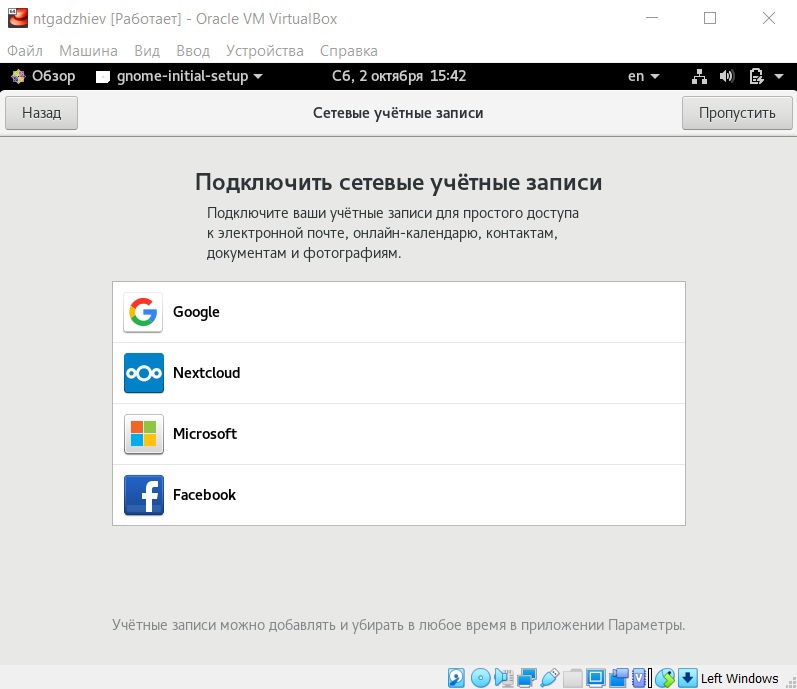 ntgadzhiev [Работает] - Oracle VM VirtualBox
Файл Машина Вид Ввод Устройства Справка
Обзор gnome-initial-setup Сб, 2 октября 15:42 en
Назад Сетевые учётные записи Пропустить
Подключить сетевые учётные записи
Подключите ваши учётные записи для простого доступа
к электронной почте, онлайн-календарю, контактам,
документам и фотографиям.
Google
Nextcloud
Microsoft
Facebook
Учётные записи можно добавлять и убирать в любое время в приложении Параметры.
Left Windows